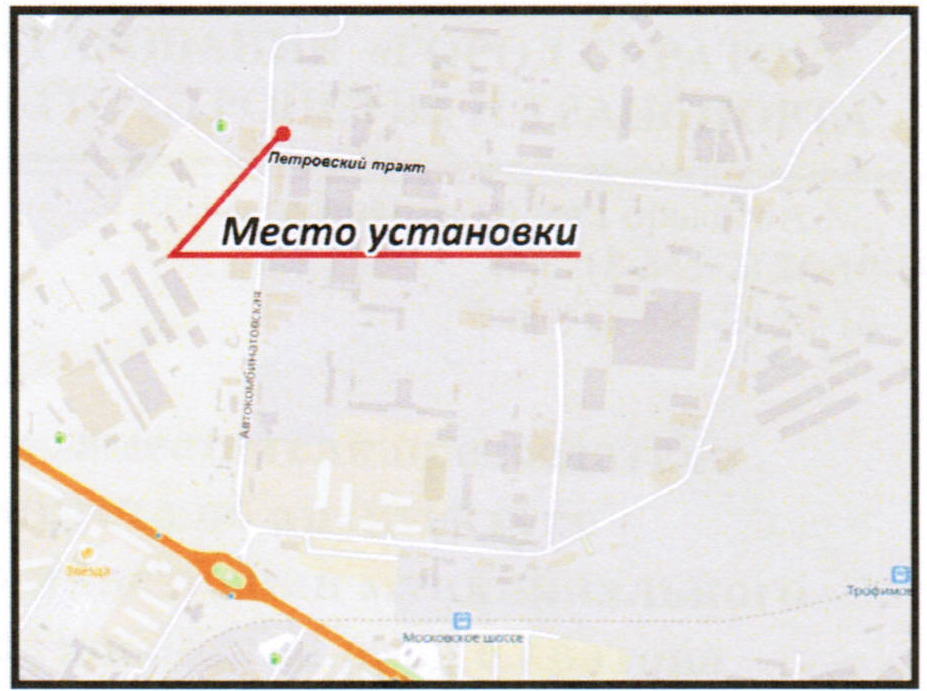 Петровский тракт
Место установки
Автокомбинатовская
Звезда
Трофимов
Московское шоссе